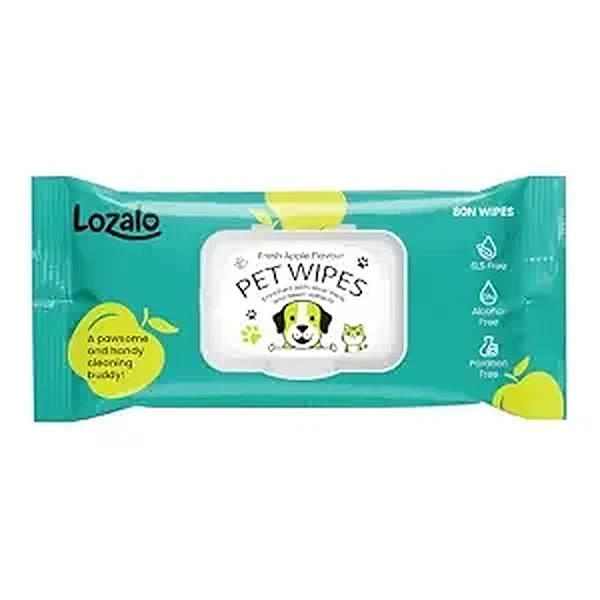 Lozalo
80N WIPES
Fresh Apple Flavour
PET WIPES
SLS Free
Alcohol
Free
Paraben
Free
A pawsome
and handy
cleaning
buddy!